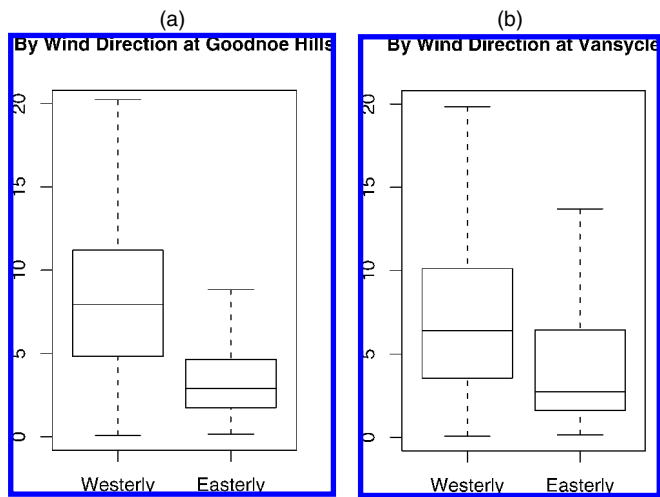 (a)
(b)
By Wind Direction at Goodnoe Hills
By Wind Direction at Vansycle
20
15
10
5
0
Westerly
Easterly
20
15
10
5
0
Westerly
Easterly